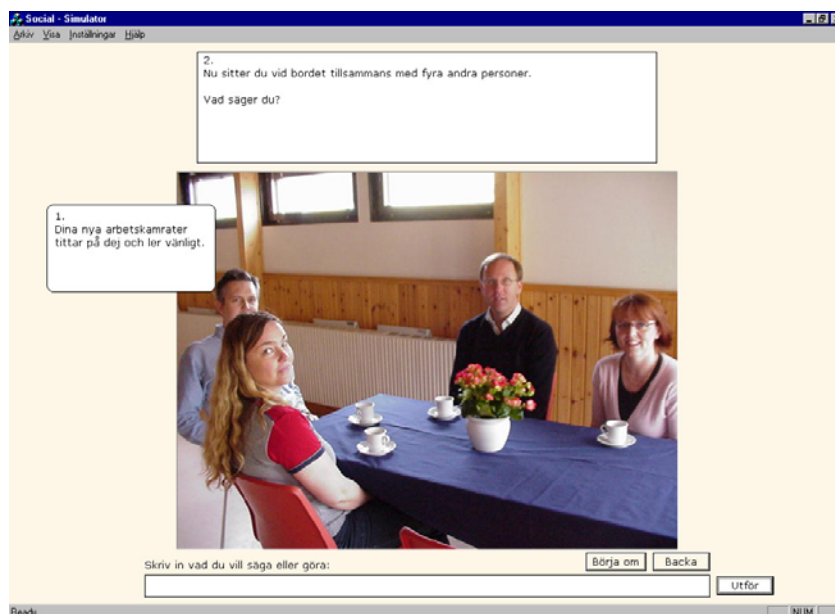 Social - Simulator
Arkiv Visa Inställningar Hjälp
2.
Nu sitter du vid bordet tillsammans med fyra andra personer.
Vad säger du?
1.
Dina nya arbetskamrater
tittar på dej och ler vänligt.
Skriv in vad du vill säga eller göra:
Börja om
Backa
Utför
Ready
NUM